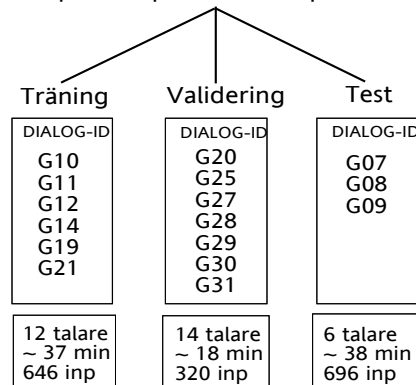 Träning
DIALOG-ID
G10
G11
G12
G14
G19
G21
12 talare
~ 37 min
646 inp
Validering
DIALOG-ID
G20
G25
G27
G28
G29
G30
G31
14 talare
~ 18 min
320 inp
Test
DIALOG-ID
G07
G08
G09
6 talare
~ 38 min
696 inp